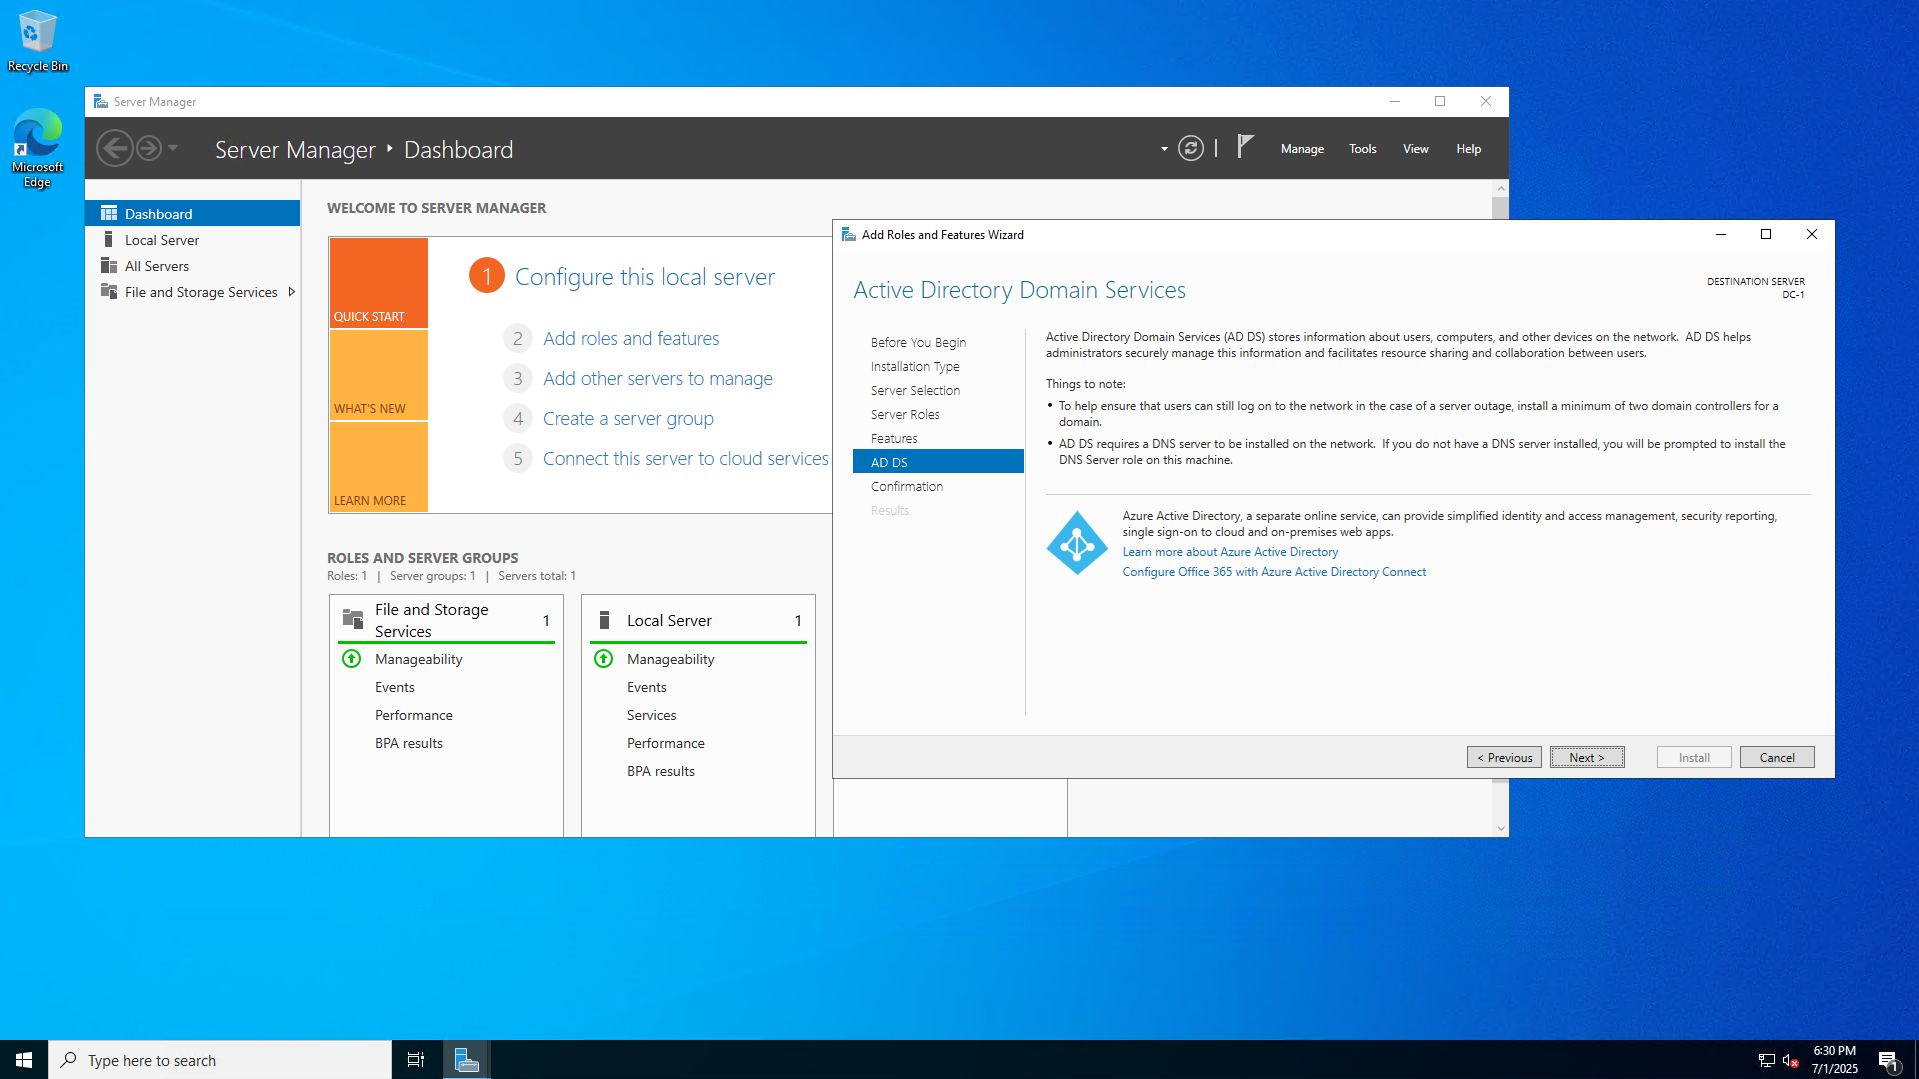 Recycle Bin
Microsoft
Edge
Server Manager
Server Manager ‣ Dashboard
Manage
Tools
View
Help
Dashboard
Local Server
All Servers
File and Storage Services
WELCOME TO SERVER MANAGER
QUICK START
WHAT'S NEW
LEARN MORE
1 Configure this local server
2 Add roles and features
3 Add other servers to manage
4 Create a server group
5 Connect this server to cloud services
ROLES AND SERVER GROUPS
Roles: 1 | Server groups: 1 | Servers total: 1
File and Storage
Services
1
Manageability
Events
Performance
BPA results
Local Server 1
Manageability
Events
Services
Performance
BPA results
Add Roles and Features Wizard
Active Directory Domain Services
DESTINATION SERVER
DC-1
Before You Begin
Installation Type
Server Selection
Server Roles
Features
AD DS
Confirmation
Results
Active Directory Domain Services (AD DS) stores information about users, computers, and other devices on the network. AD DS helps
administrators securely manage this information and facilitates resource sharing and collaboration between users.
Things to note:
• To help ensure that users can still log on to the network in the case of a server outage, install a minimum of two domain controllers for a
domain.
• AD DS requires a DNS server to be installed on the network. If you do not have a DNS server installed, you will be prompted to install the
DNS Server role on this machine.
Azure Active Directory, a separate online service, can provide simplified identity and access management, security reporting,
single sign-on to cloud and on-premises web apps.
Learn more about Azure Active Directory
Configure Office 365 with Azure Active Directory Connect
< Previous
Next >
Install
Cancel
Type here to search
6:30 PM
7/1/2025
1